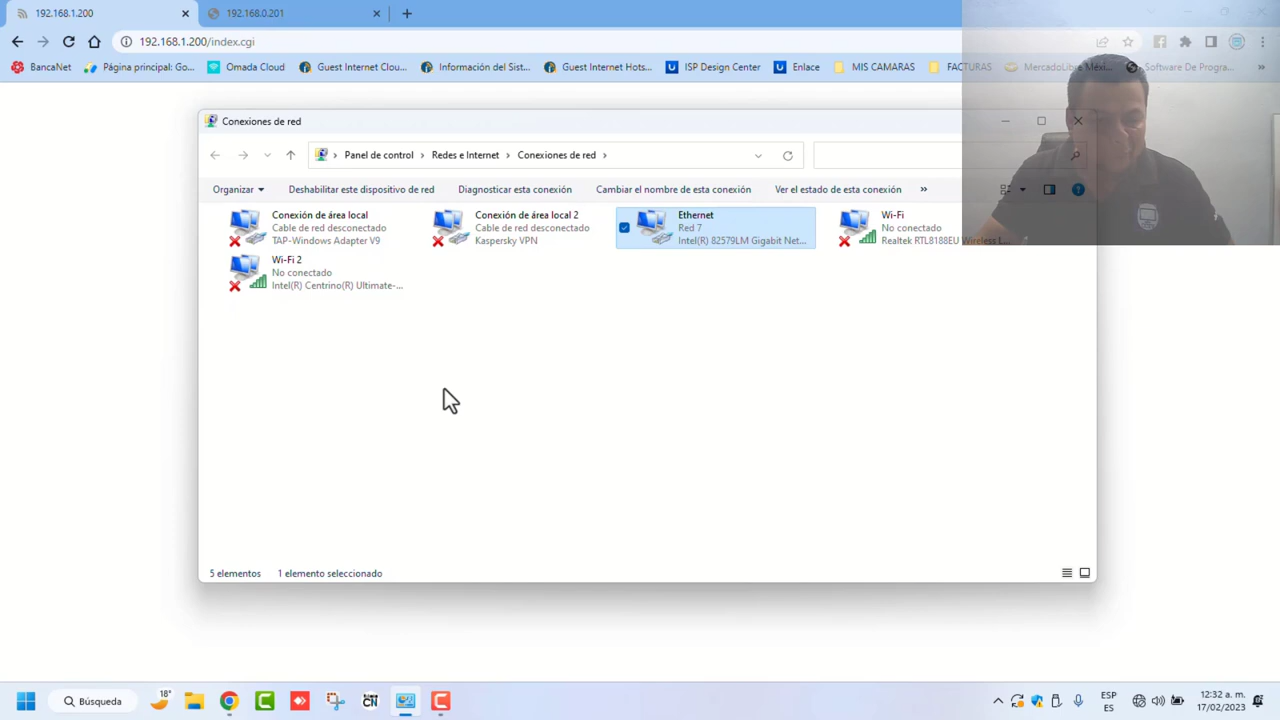 192.168.1.200
192.168.0.201
192.168.1.200/index.cgi
BancaNet
Página principal: Go...
Omada Cloud
Guest Internet Clou...
Información del Sist...
Guest Internet Hots...
ISP Design Center
Enlace
MIS CAMARAS
FACTURAS
MercadoLibre Méxi...
Software De Progra...
»
Conexiones de red
Panel de control › Redes e Internet › Conexiones de red ›
Organizar
Deshabilitar este dispositivo de red
Diagnosticar esta conexión
Cambiar el nombre de esta conexión
Ver el estado de esta conexión
»
Conexión de área local
Cable de red desconectado
TAP-Windows Adapter V9
Conexión de área local 2
Cable de red desconectado
Kaspersky VPN
Ethernet
Red 7
Intel(R) 82579LM Gigabit Net...
Wi-Fi
No conectado
Realtek RTL8188EU Wireless L...
Wi-Fi 2
No conectado
Intel(R) Centrino(R) Ultimate-...
5 elementos
1 elemento seleccionado
Búsqueda
18°
CN
ESP
ES
12:32 a. m.
17/02/2023